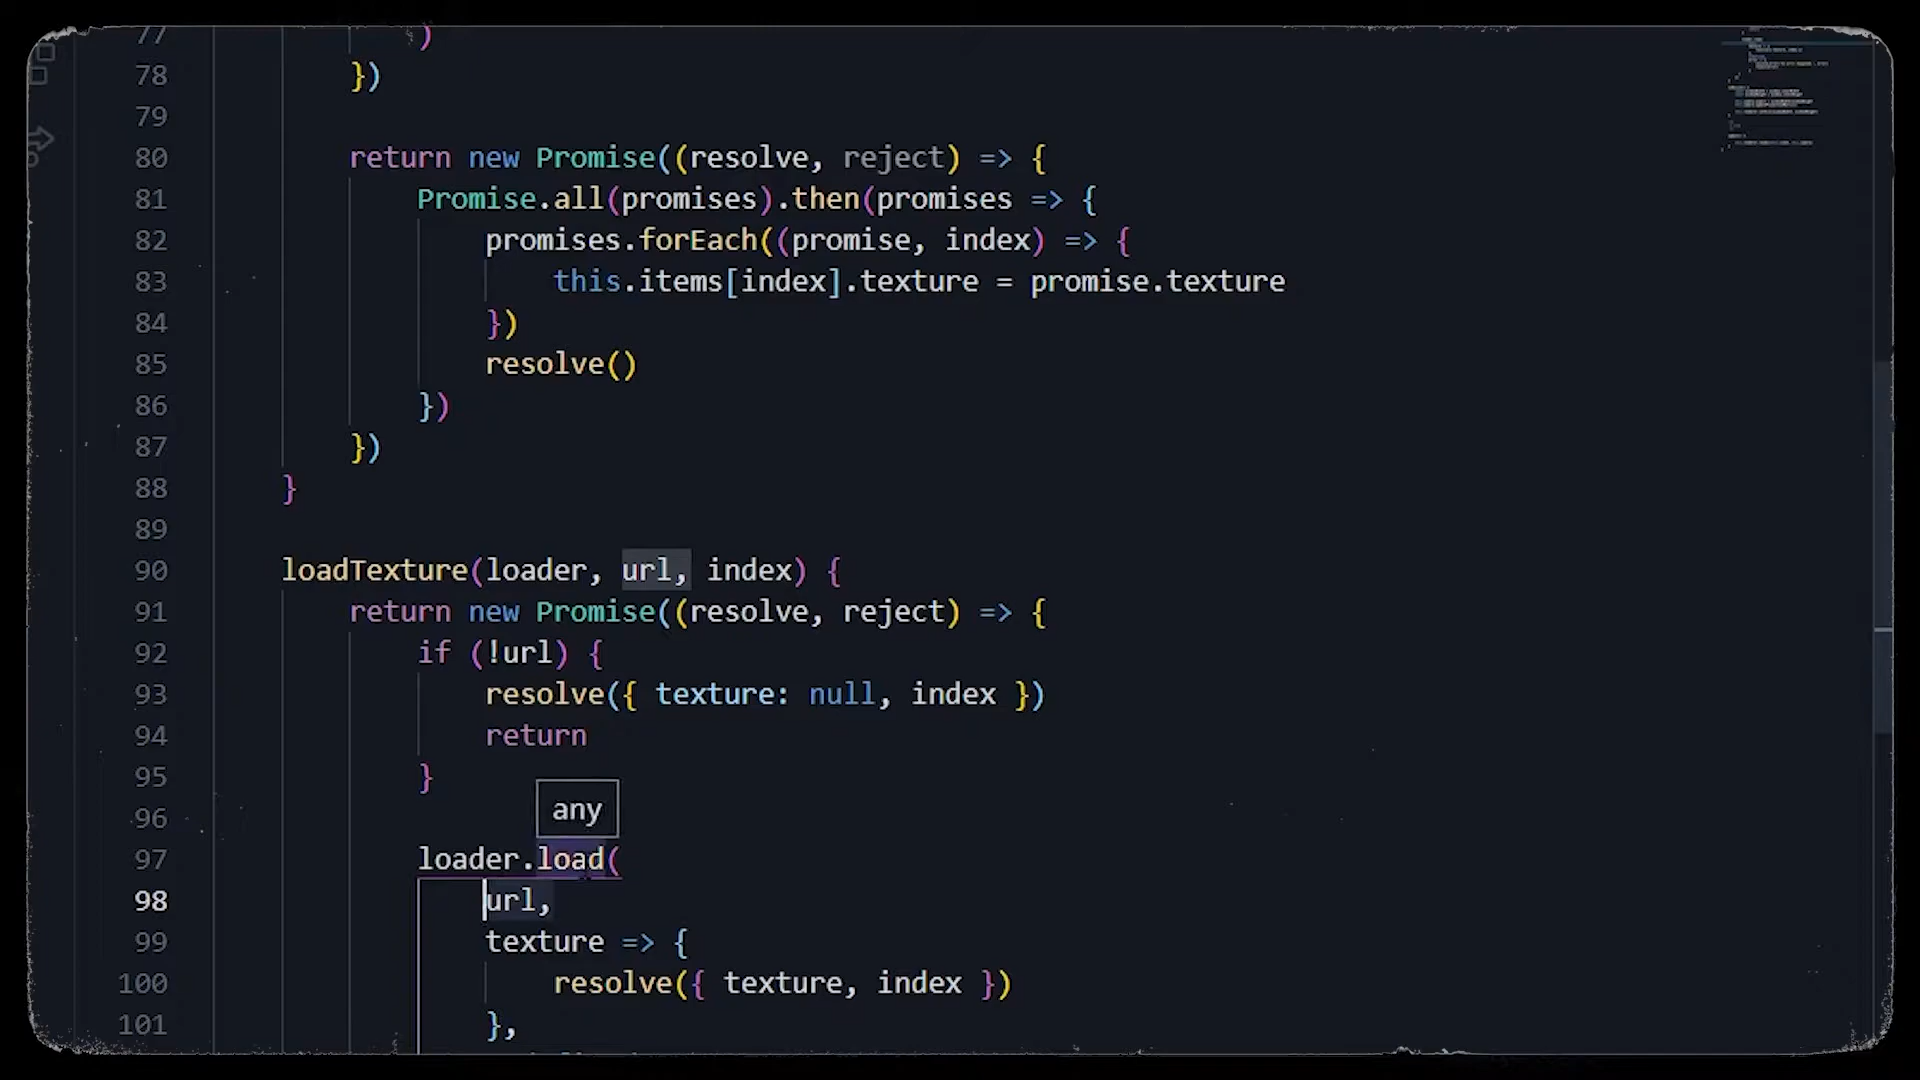 77 )
78 })
79
80 return new Promise((resolve, reject) => {
81 Promise.all(promises).then(promises => {
82 promises.forEach((promise, index) => {
83 this.items[index].texture = promise.texture
84 })
85 resolve()
86 })
87 })
88 }
89
90 loadTexture(loader, url, index) {
91 return new Promise((resolve, reject) => {
92 if (!url) {
93 resolve({ texture: null, index })
94 return
95 }
any
96
97 loader.load(
98 url,
99 texture => {
100 resolve({ texture, index })
101 },